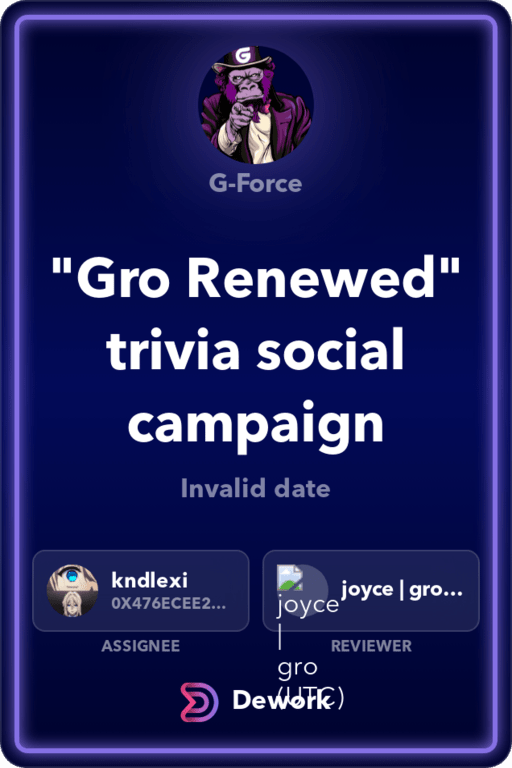 G-Force
"Gro Renewed"
trivia social
campaign
Invalid date
kndlexi
0X476ECEE2...
ASSIGNEE
joyce | gro...
joyce
|
gro
(UTC)
REVIEWER
Dework